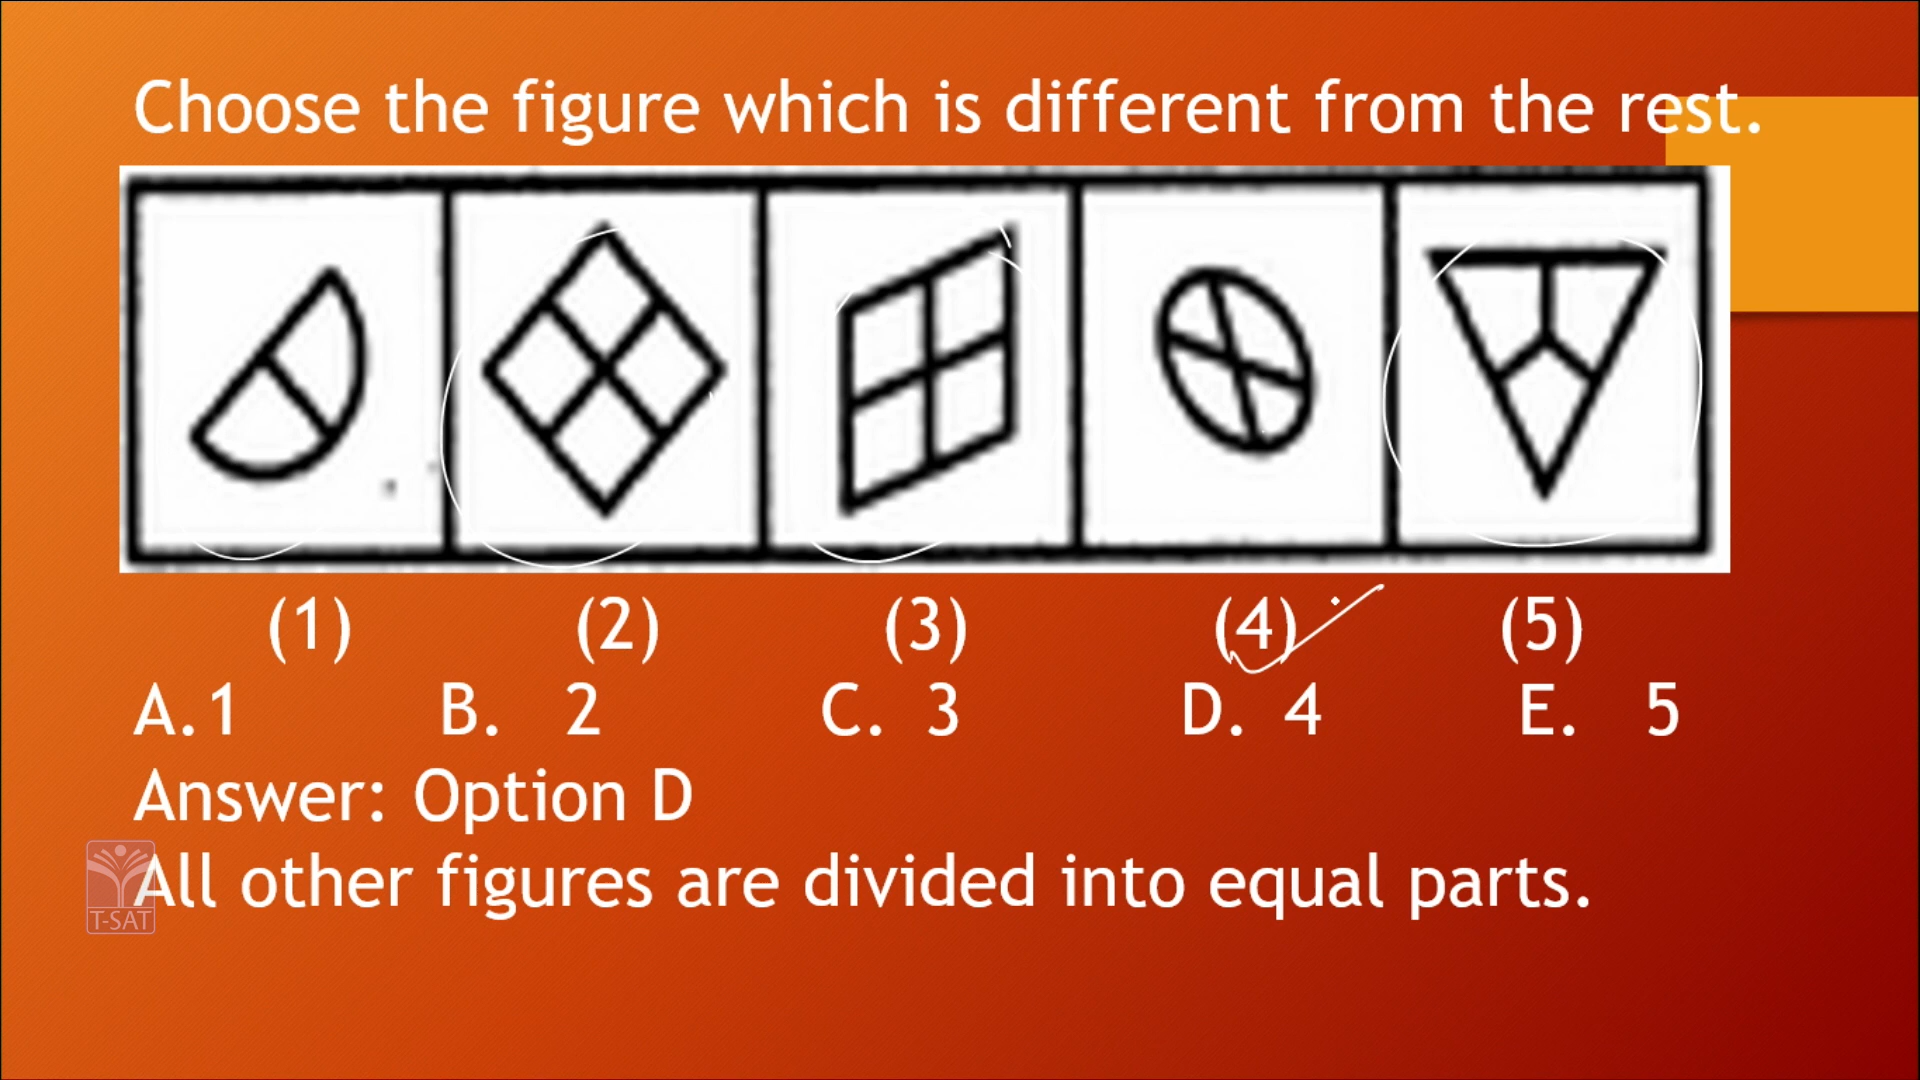 Choose the figure which is different from the rest.
(1) (2) (3) (4) (5)
A.1 B. 2 C. 3 D. 4 E. 5
Answer: Option D
All other figures are divided into equal parts.
T-SAT